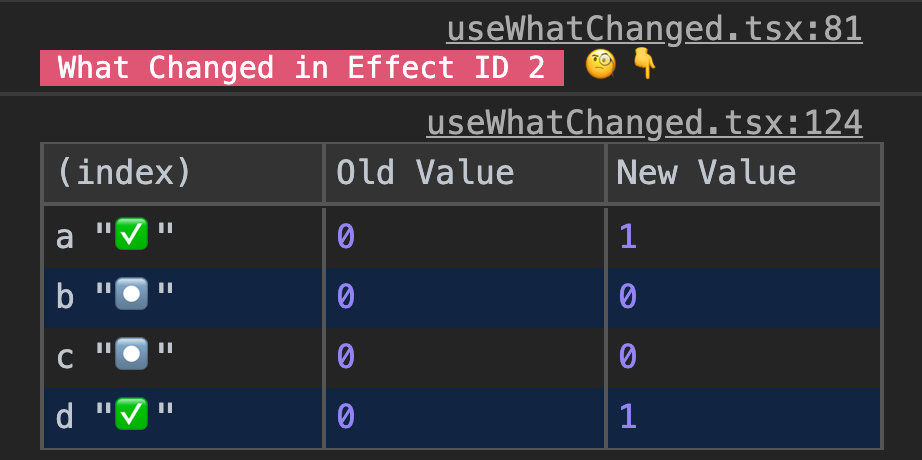 useWhatChanged.tsx:81
What Changed in Effect ID 2 🧐 👇
useWhatChanged.tsx:124
(index) Old Value New Value
a "✅" 0 1
b "⏺" 0 0
c "⏺" 0 0
d "✅" 0 1